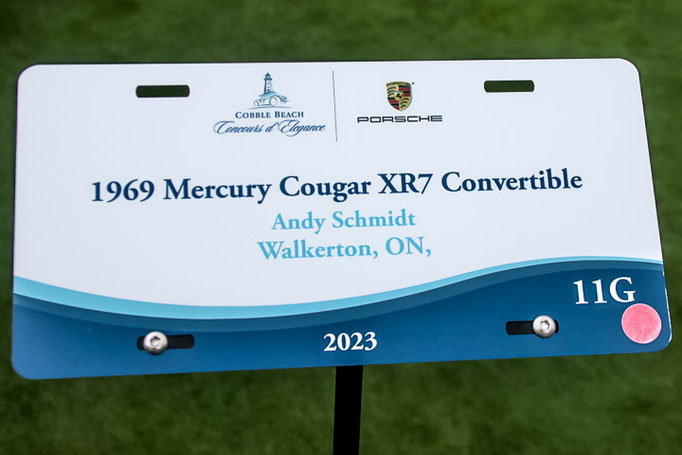 COBBLE BEACH
Concours d'Elegance
PORSCHE
1969 Mercury Cougar XR7 Convertible
Andy Schmidt
Walkerton, ON,
11G
2023